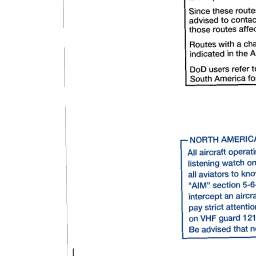 Since these route
advised to contac
those routes affe
Routes with a cha
indicated in the A
DoD users refer t
South America fo
NORTH AMERICA
All aircraft operati
listening watch on
all aviators to kno
"AIM" section 5-6-
intercept an aircra
pay strict attentio
on VHF guard 121
Be advised that n